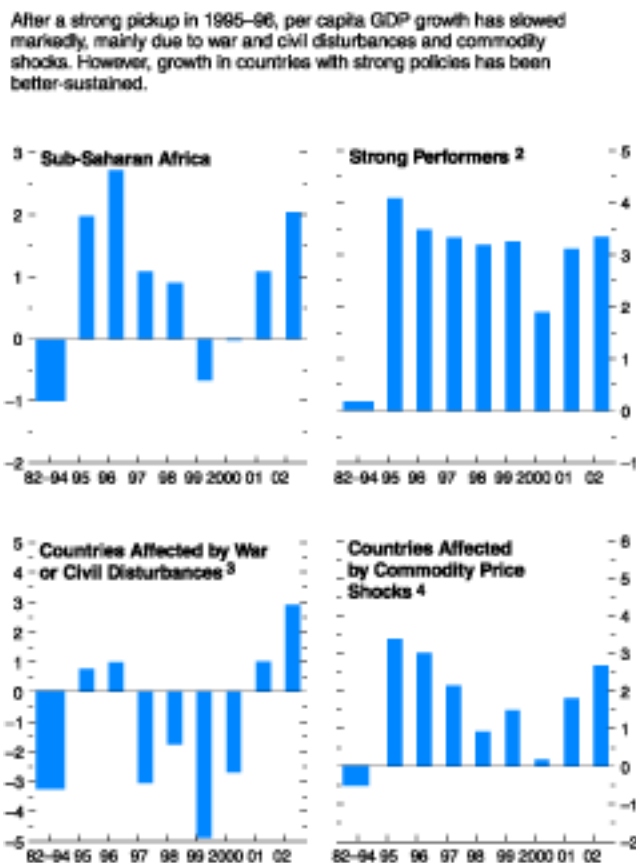 After a strong pickup in 1995–96, per capita GDP growth has slowed
markedly, mainly due to war and civil disturbances and commodity
shocks. However, growth in countries with strong policies has been
better-sustained.
Sub-Saharan Africa
3
2
1
0
–1
–2
82–94 95 96 97 98 99 2000 01 02
Strong Performers 2
5
4
3
2
1
0
–1
82–94 95 96 97 98 99 2000 01 02
Countries Affected by War
or Civil Disturbances 3
5
4
3
2
1
0
–1
–2
–3
–4
–5
82–94 95 96 97 98 99 2000 01 02
Countries Affected
by Commodity Price
Shocks 4
6
5
4
3
2
1
0
–1
–2
82–94 95 96 97 98 99 2000 01 02